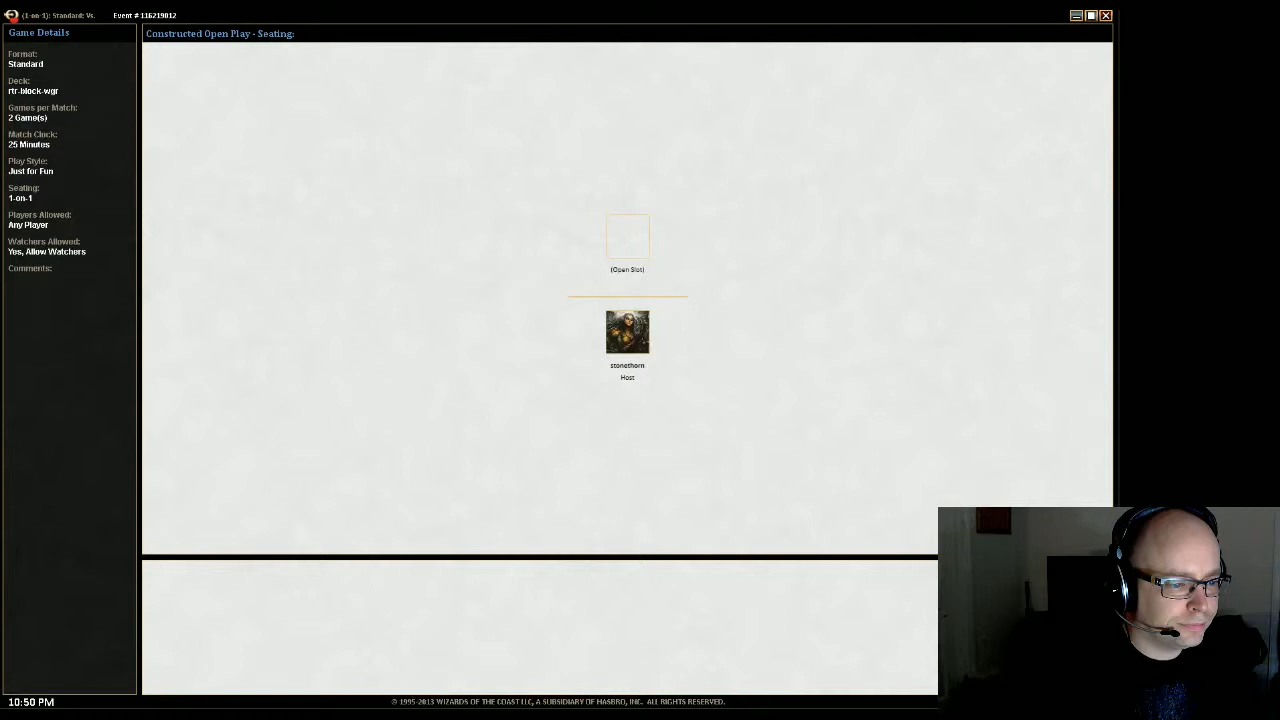 (1-on-1): Standard: Vs. Event # 116219012
Game Details
Constructed Open Play - Seating:
Format:
Standard
Deck:
rtr-block-wgr
Games per Match:
2 Game(s)
Match Clock:
25 Minutes
Play Style:
Just for Fun
Seating:
1-on-1
Players Allowed:
Any Player
Watchers Allowed:
Yes, Allow Watchers
Comments:
(Open Slot)
stonethorn
Host
10:50 PM
© 1995-2013 WIZARDS OF THE COAST LLC, A SUBSIDIARY OF HASBRO, INC. ALL RIGHTS RESERVED.